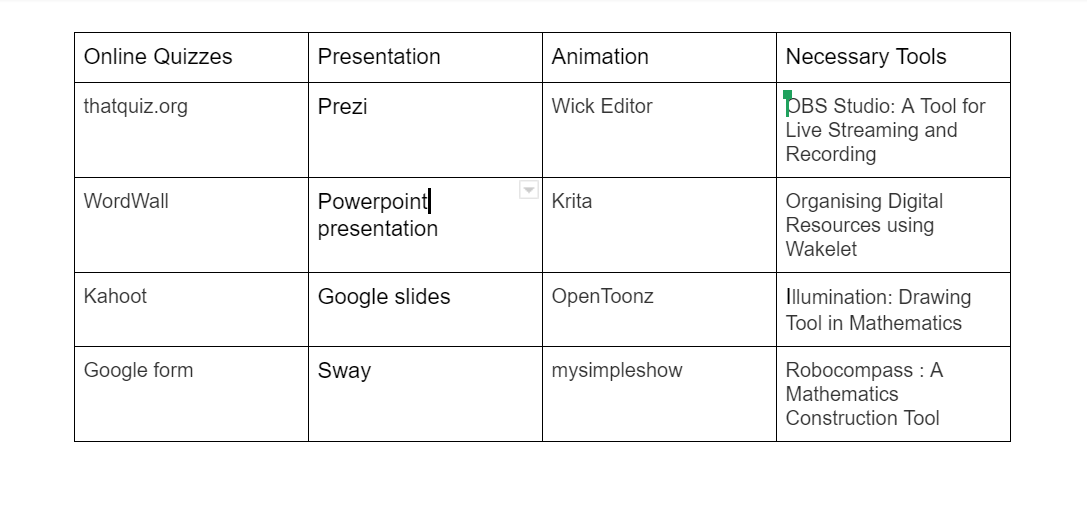 Online Quizzes
Presentation
Animation
Necessary Tools
thatquiz.org
Prezi
Wick Editor
OBS Studio: A Tool for
Live Streaming and
Recording
WordWall
Powerpoint
presentation
Krita
Organising Digital
Resources using
Wakelet
Kahoot
Google slides
OpenToonz
Illumination: Drawing
Tool in Mathematics
Google form
Sway
mysimpleshow
Robocompass : A
Mathematics
Construction Tool